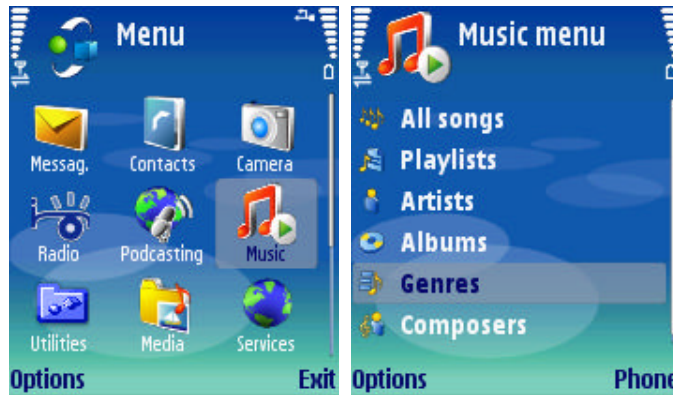 Menu
Messag. Contacts Camera
Radio Podcasting Music
Utilities Media Services
Options Exit
Music menu
All songs
Playlists
Artists
Albums
Genres
Composers
Options Phone